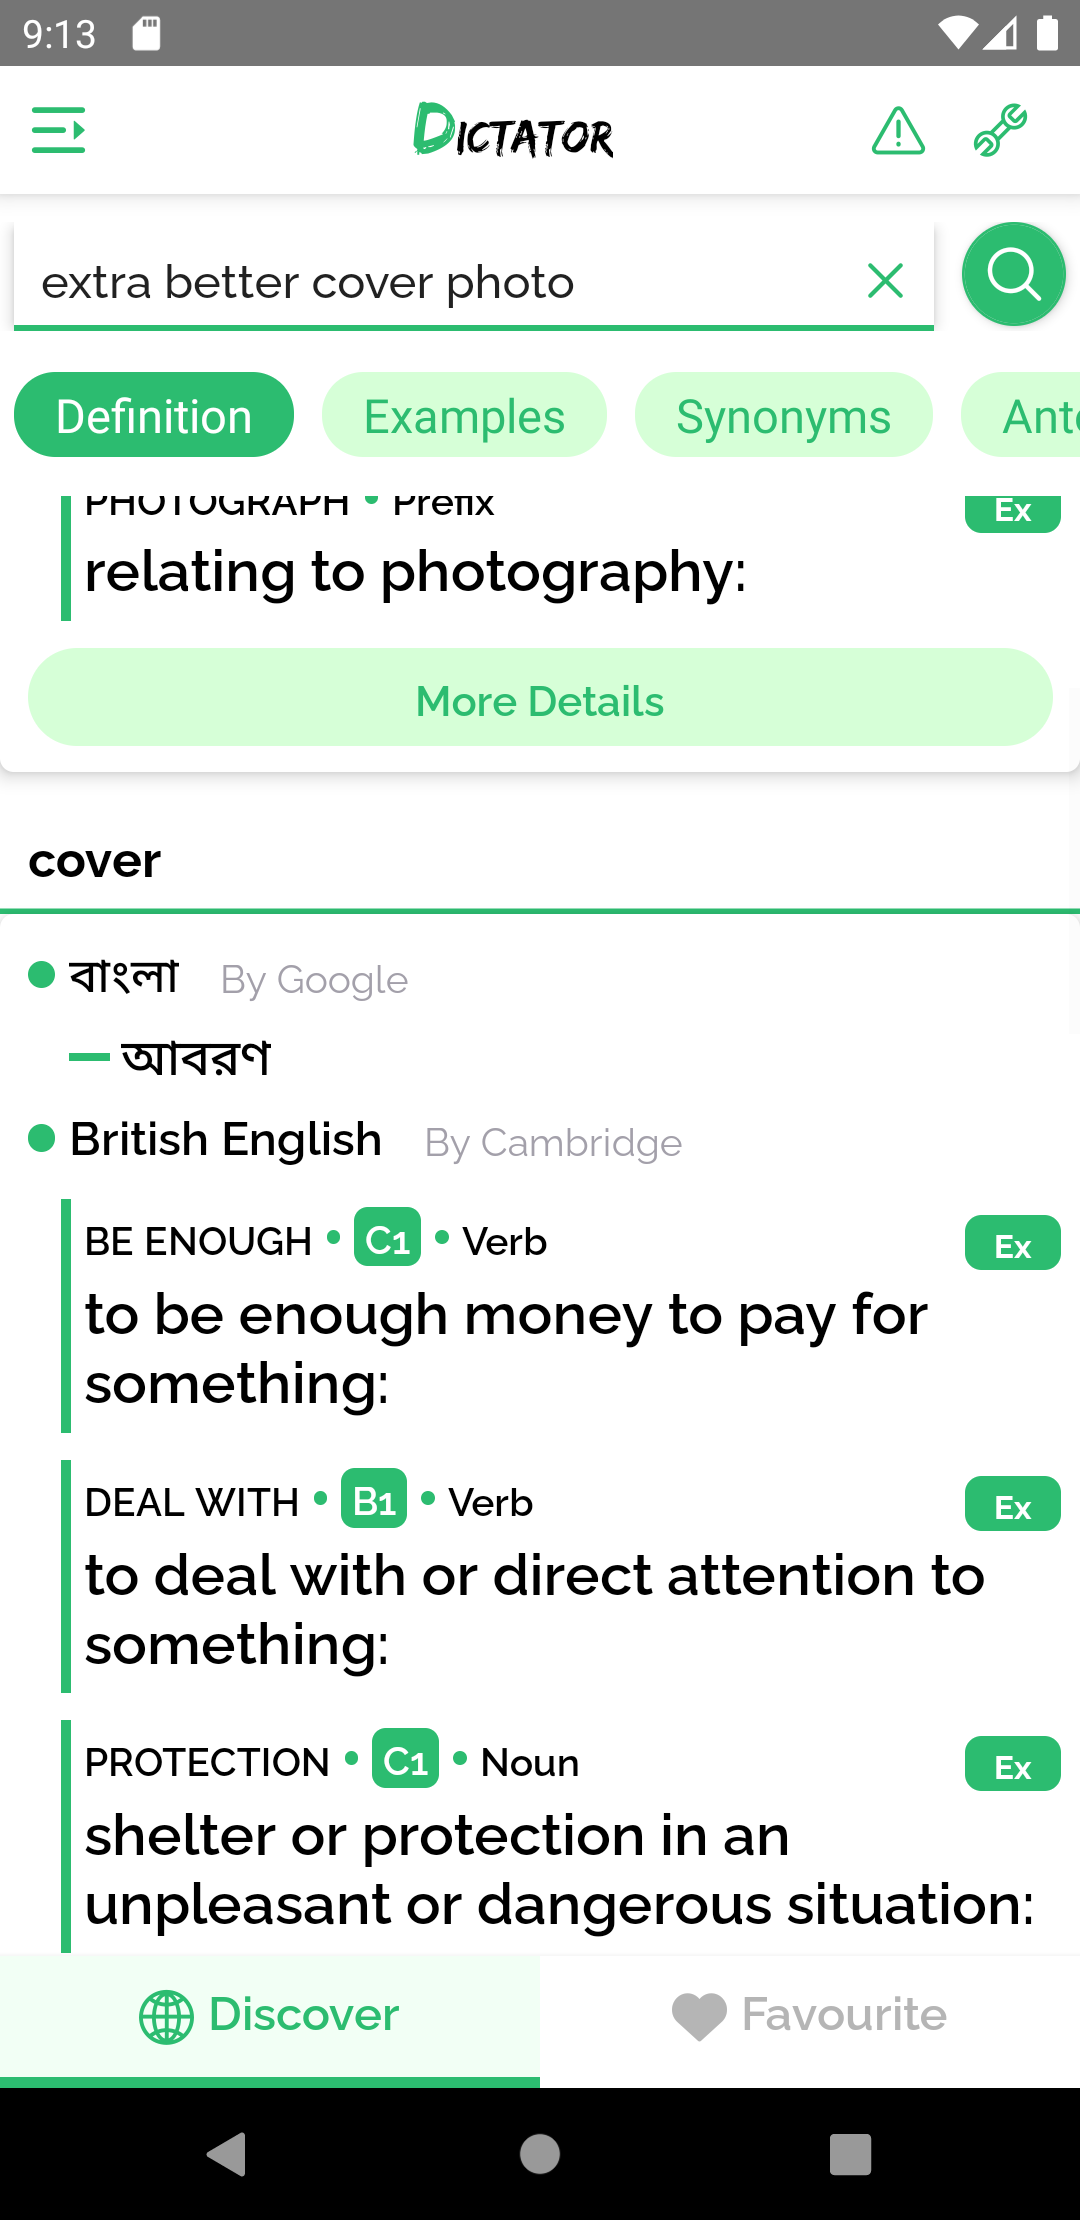 9:13
DICTATOR
extra better cover photo
Definition Examples Synonyms Ant
PHOTOGRAPH • Prefix Ex
relating to photography:
More Details
cover
বাংলা By Google
আবরণ
British English By Cambridge
BE ENOUGH • C1 • Verb Ex
to be enough money to pay for
something:
DEAL WITH • B1 • Verb Ex
to deal with or direct attention to
something:
PROTECTION • C1 • Noun Ex
shelter or protection in an
unpleasant or dangerous situation:
Discover Favourite